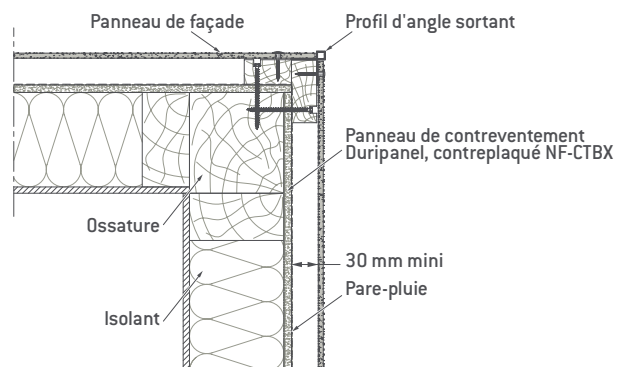 Panneau de façade
Profil d'angle sortant
Panneau de contreventement
Duripanel, contreplaqué NF-CTBX
Ossature
30 mm mini
Pare-pluie
Isolant